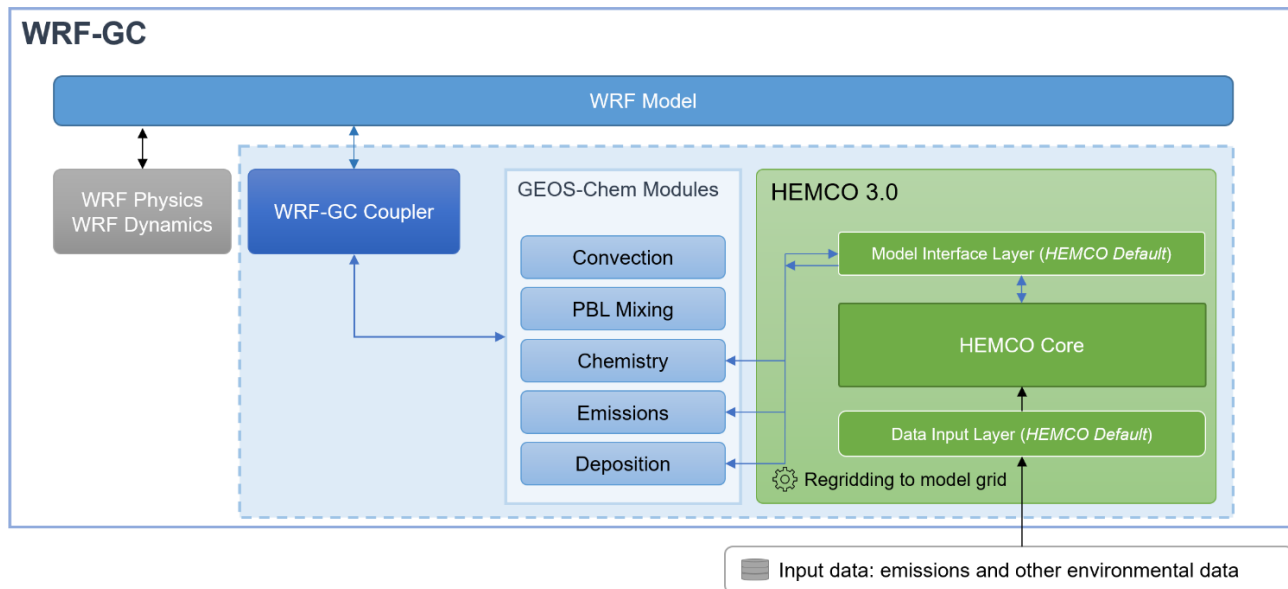 WRF-GC
WRF Model
WRF Physics
WRF Dynamics
WRF-GC Coupler
GEOS-Chem Modules
Convection
PBL Mixing
Chemistry
Emissions
Deposition
HEMCO 3.0
Model Interface Layer (HEMCO Default)
HEMCO Core
Data Input Layer (HEMCO Default)
Regridding to model grid
Input data: emissions and other environmental data